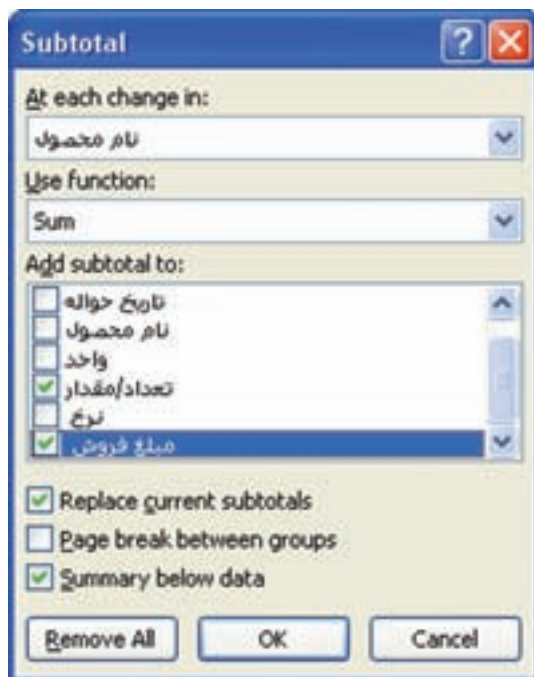 Subtotal
At each change in:
نام محصول
Use function:
Sum
Add subtotal to:
تاریخ حواله
نام محصول
واحد
تعداد/مقدار
نرخ
مبلغ فروش
Replace current subtotals
Page break between groups
Summary below data
Remove All OK Cancel